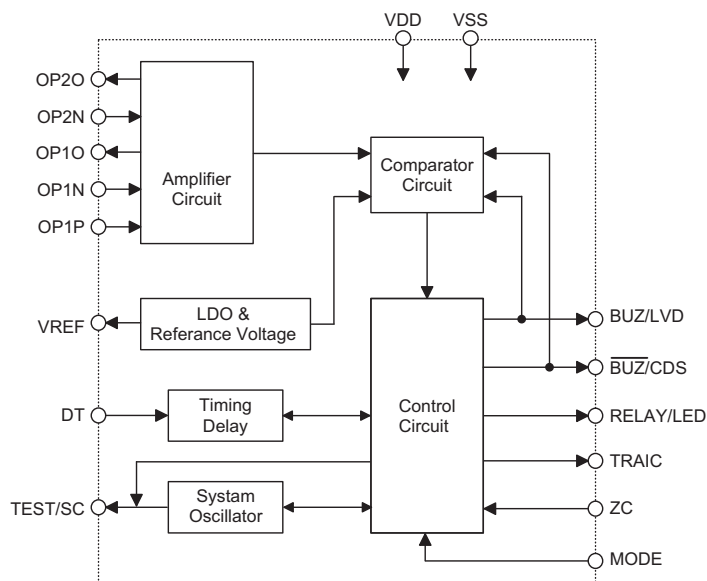 VDD
VSS
OP2O
OP2N
OP1O
OP1N
OP1P
Amplifier
Circuit
Comparator
Circuit
VREF
LDO &
Referance Voltage
BUZ/LVD
BUZ/CDS
DT
Timing
Delay
Control
Circuit
RELAY/LED
TRAIC
TEST/SC
Systam
Oscillator
ZC
MODE